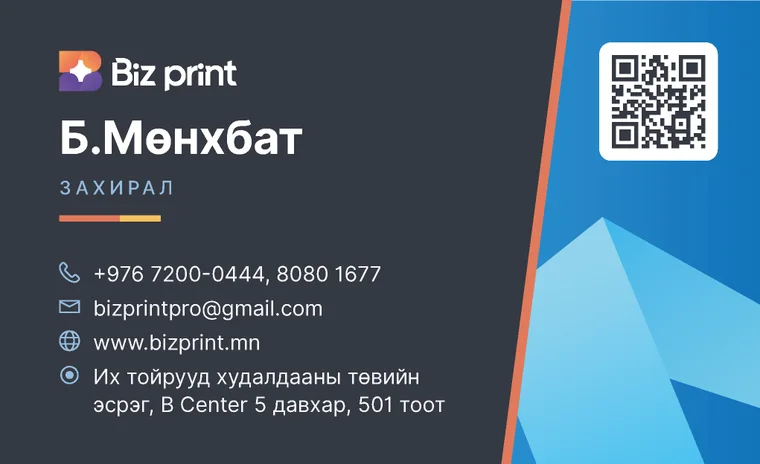 Biz print
Б.Мөнхбат
ЗАХИРАЛ
+976 7200-0444, 8080 1677
bizprintpro@gmail.com
www.bizprint.mn
Их тойрууд худалдааны төвийн
эсрэг, B Center 5 давхар, 501 тоот